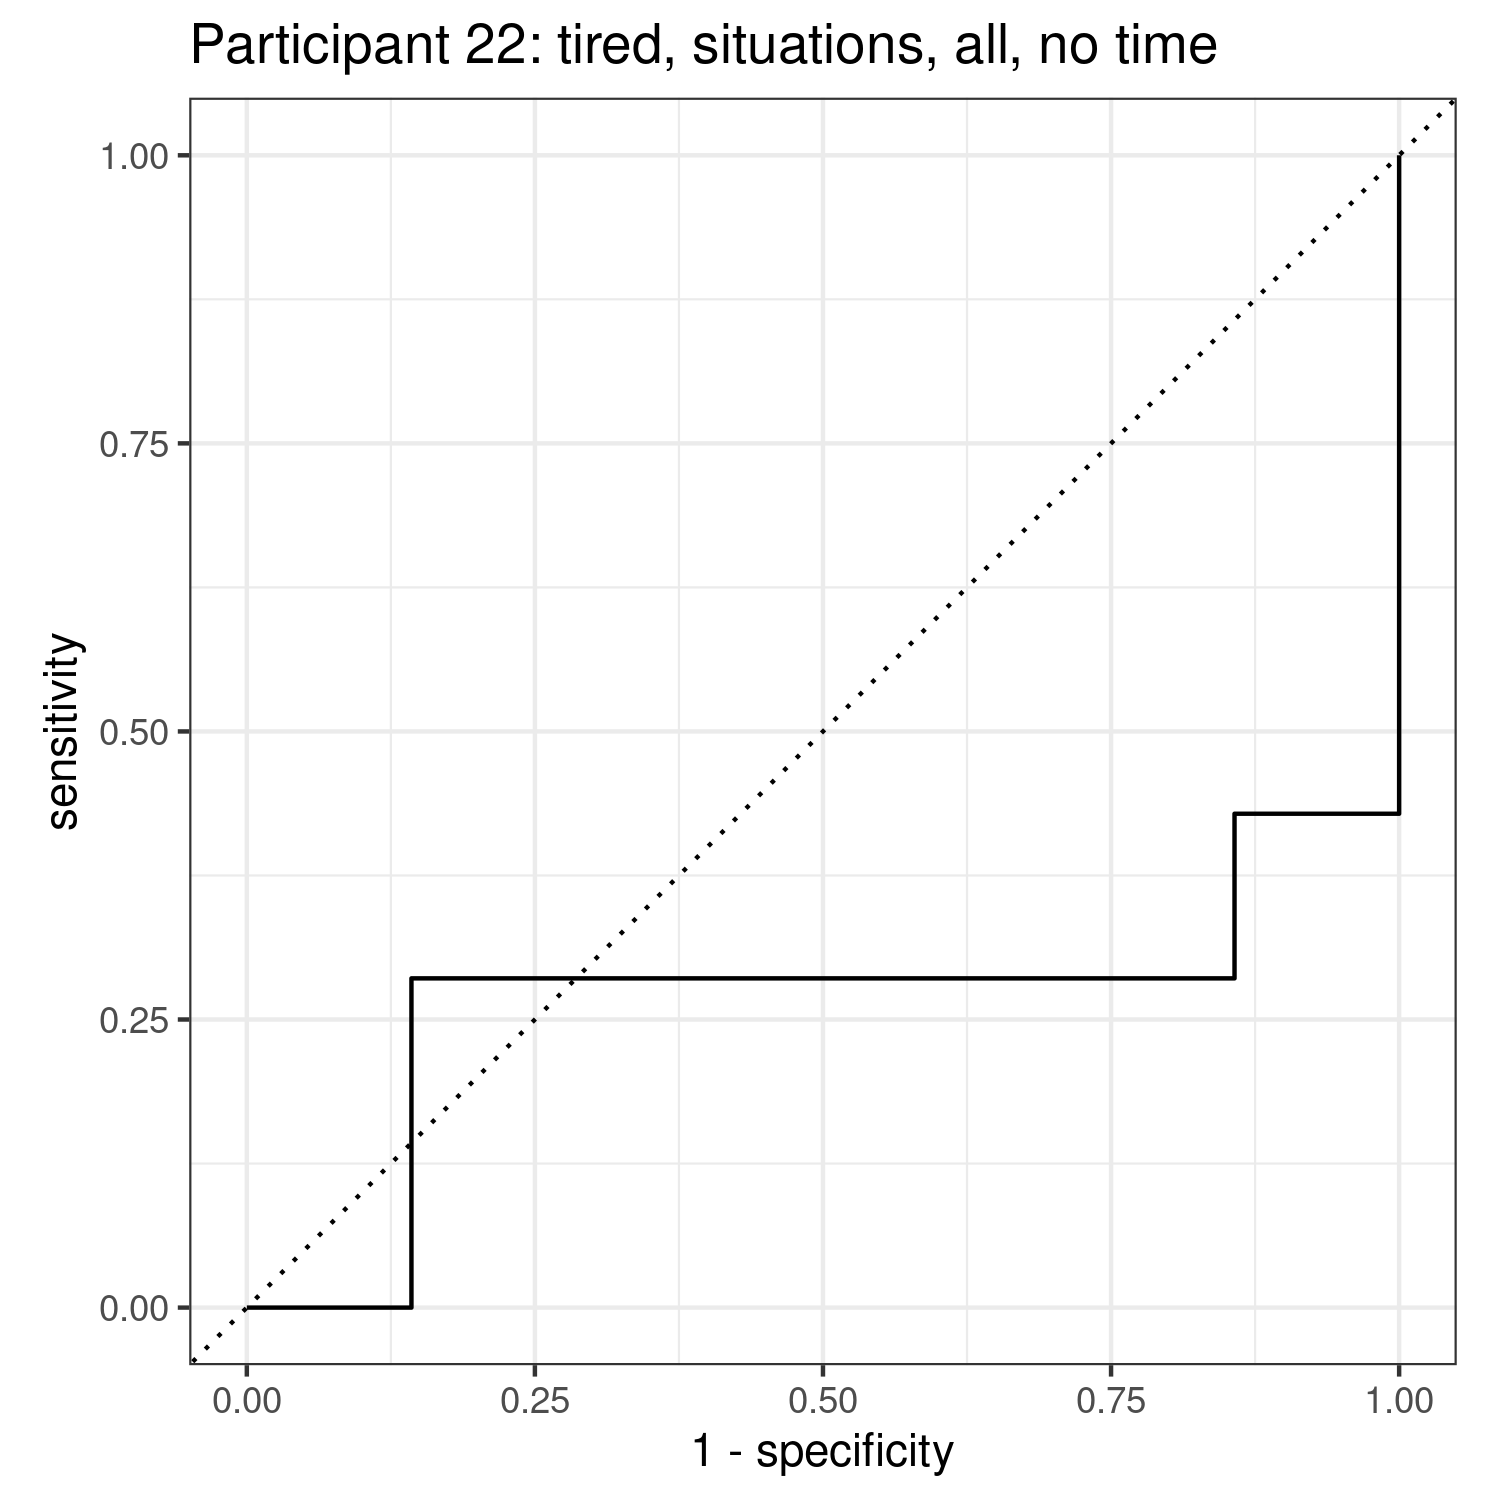 Participant 22: tired, situations, all, no time
1.00
0.75
0.50
0.25
0.00
sensitivity
0.00 0.25 0.50 0.75 1.00
1 - specificity